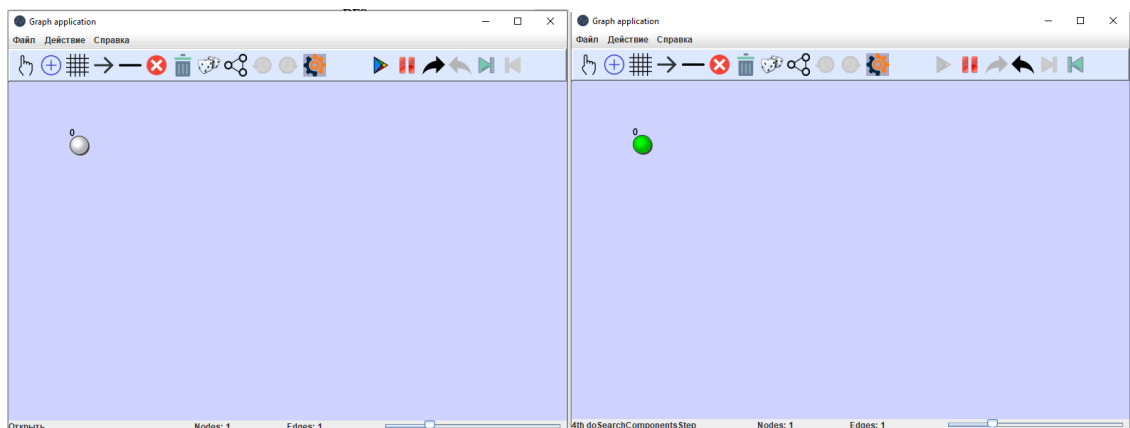 Graph application
Файл Действие Справка
0
Открыть Nodes: 1 Edges: 1
Graph application
Файл Действие Справка
0
4th doSearchComponentsStep Nodes: 1 Edges: 1